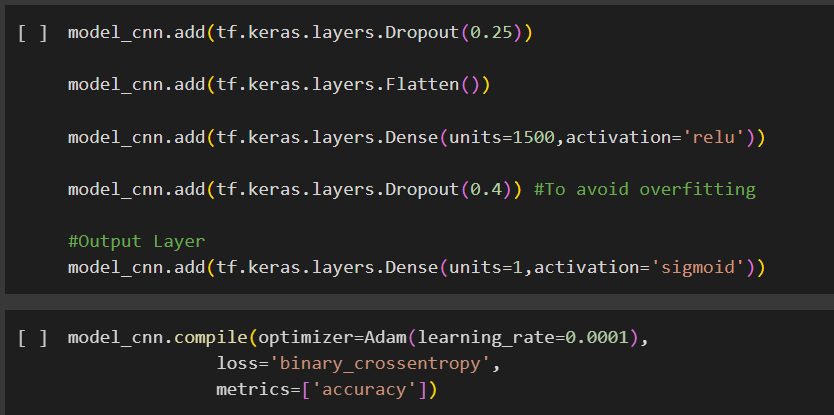 [ ] model_cnn.add(tf.keras.layers.Dropout(0.25))
model_cnn.add(tf.keras.layers.Flatten())
model_cnn.add(tf.keras.layers.Dense(units=1500,activation='relu'))
model_cnn.add(tf.keras.layers.Dropout(0.4)) #To avoid overfitting
#Output Layer
model_cnn.add(tf.keras.layers.Dense(units=1,activation='sigmoid'))
[ ] model_cnn.compile(optimizer=Adam(learning_rate=0.0001),
loss='binary_crossentropy',
metrics=['accuracy'])